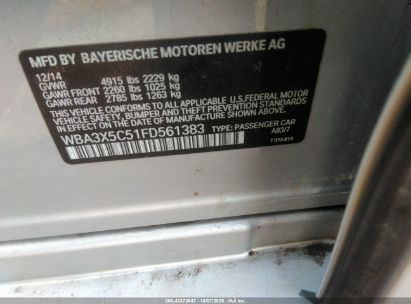 MFD BY BAYERISCHE MOTOREN WERKE AG
12/14
GVWR 4915 lbs 2229 kg
GAWR FRONT 2260 lbs 1025 kg
GAWR REAR 2785 lbs 1263 kg
THIS VEHICLE CONFORMS TO ALL APPLICABLE U.S.FEDERAL MOTOR
VEHICLE SAFETY, BUMPER AND THEFT PREVENTION STANDARDS IN
EFFECT ON THE DATE OF MANUFACTURE SHOWN ABOVE.
WBA3X5C51FD561383 TYPE: PASSENGER CAR
A83/7